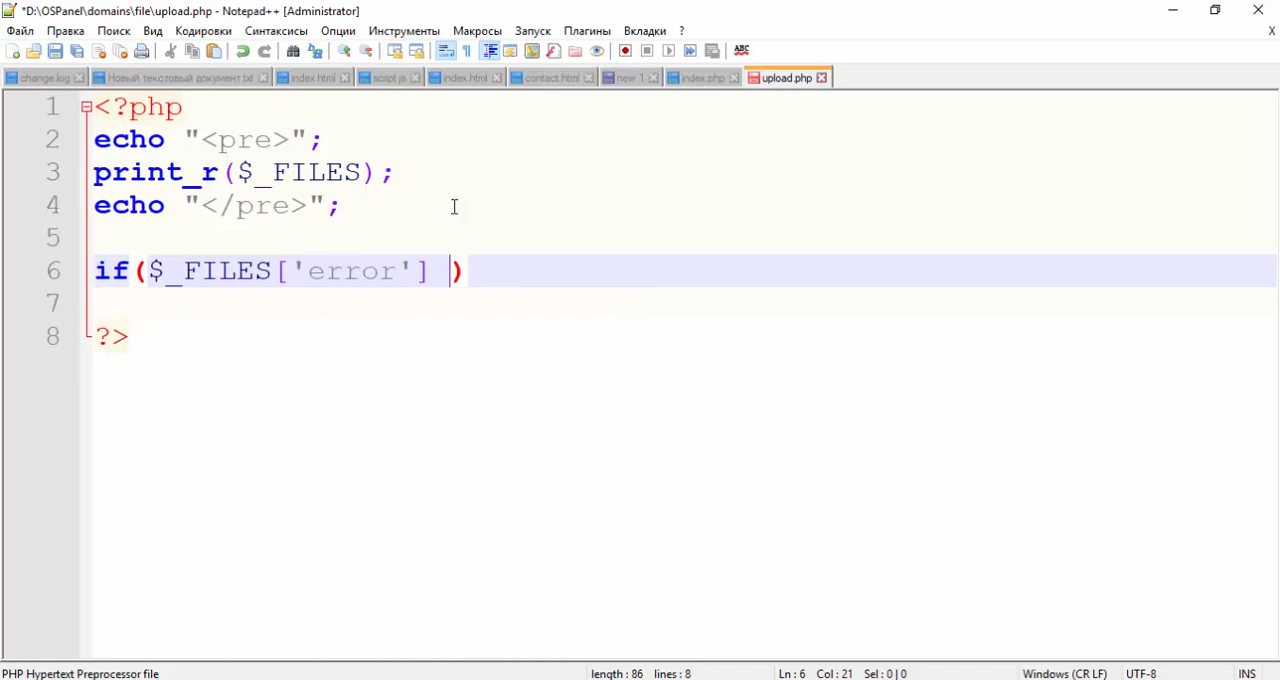 *D:\OSPanel\domains\file\upload.php - Notepad++ [Administrator]
Файл Правка Поиск Вид Кодировки Синтаксисы Опции Инструменты Макросы Запуск Плагины Вкладки ? X
ABC
change.log Новый текстовый документ.txt index.html script.js index.html contact.html new 1 index.php upload.php
1 <?php
2 echo "<pre>";
3 print_r($_FILES);
4 echo "</pre>";
5
6 if($_FILES['error'] )
7
8 ?>
PHP Hypertext Preprocessor file length : 86 lines : 8 Ln : 6 Col : 21 Sel : 0 | 0 Windows (CR LF) UTF-8 INS